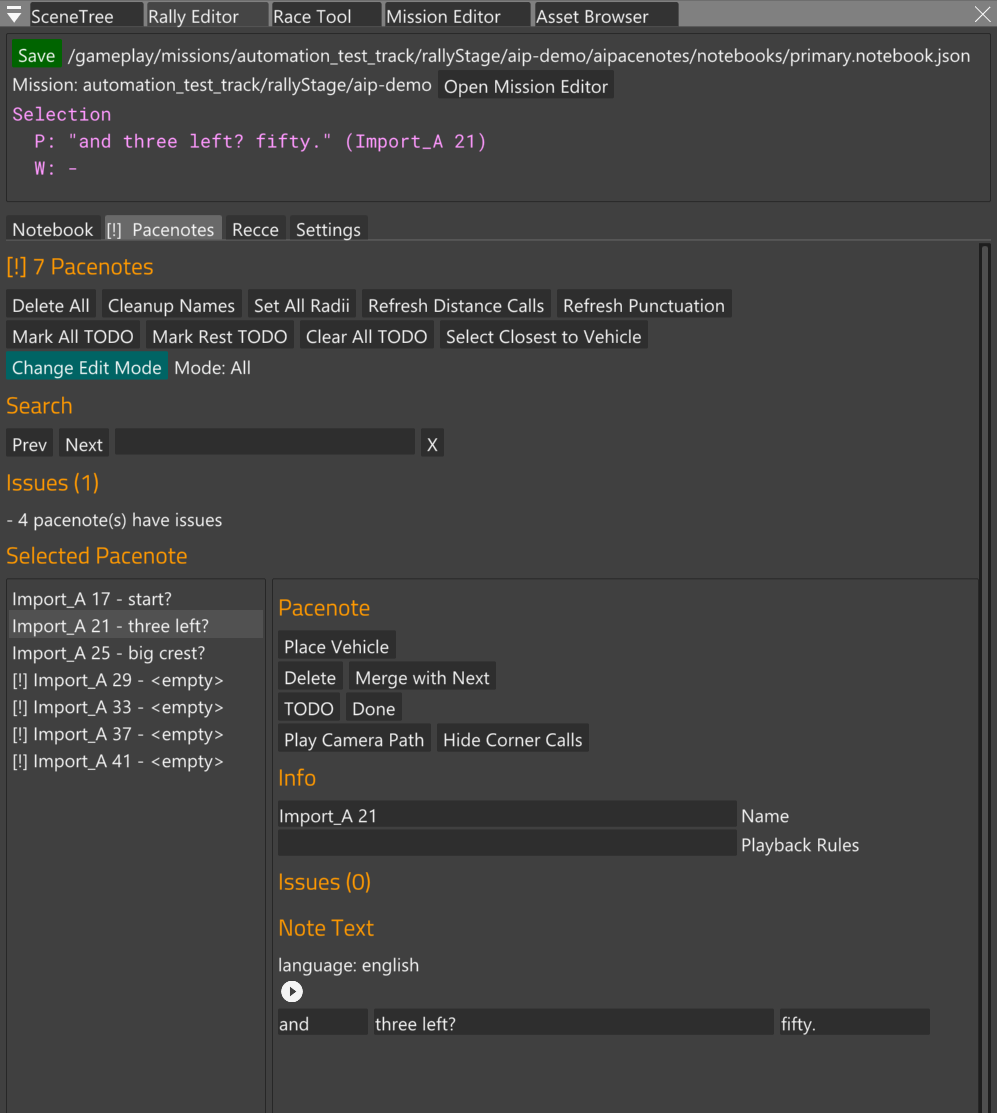 SceneTree Rally Editor Race Tool Mission Editor Asset Browser
Save /gameplay/missions/automation_test_track/rallyStage/aip-demo/aipacenotes/notebooks/primary.notebook.json
Mission: automation_test_track/rallyStage/aip-demo Open Mission Editor
Selection
P: "and three left? fifty." (Import_A 21)
W: -
Notebook [!] Pacenotes Recce Settings
[!] 7 Pacenotes
Delete All Cleanup Names Set All Radii Refresh Distance Calls Refresh Punctuation
Mark All TODO Mark Rest TODO Clear All TODO Select Closest to Vehicle
Change Edit Mode Mode: All
Search
Prev Next X
Issues (1)
- 4 pacenote(s) have issues
Selected Pacenote
Import_A 17 - start?
Import_A 21 - three left?
Import_A 25 - big crest?
[!] Import_A 29 - <empty>
[!] Import_A 33 - <empty>
[!] Import_A 37 - <empty>
[!] Import_A 41 - <empty>
Pacenote
Place Vehicle
Delete Merge with Next
TODO Done
Play Camera Path Hide Corner Calls
Info
Import_A 21 Name
Playback Rules
Issues (0)
Note Text
language: english
and three left? fifty.